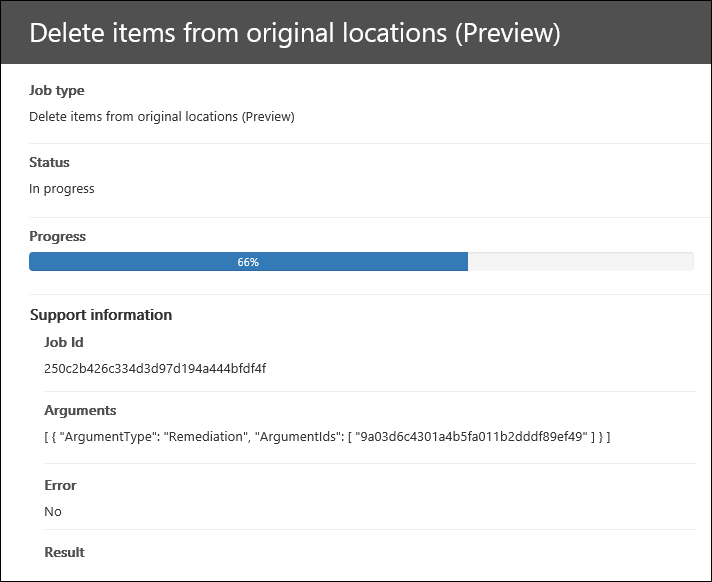 Delete items from original locations (Preview)
Job type
Delete items from original locations (Preview)
Status
In progress
Progress
66%
Support information
Job Id
250c2b426c334d3d97d194a444bfdf4f
Arguments
[ { "ArgumentType": "Remediation", "ArgumentIds": [ "9a03d6c4301a4b5fa011b2dddf89ef49" ] } ]
Error
No
Result